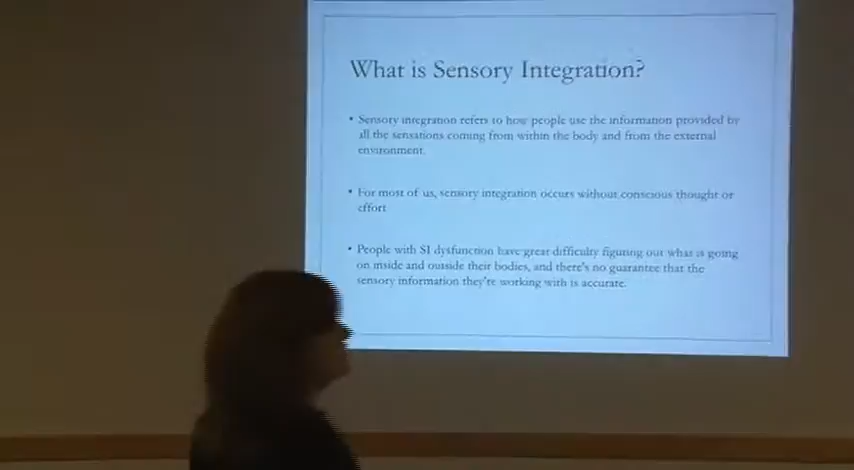 What is Sensory Integration?
• Sensory integration refers to how people use the information provided by
all the sensations coming from within the body and from the external
environment.
• For most of us, sensory integration occurs without conscious thought or
effort
• People with SI dysfunction have great difficulty figuring out what is going
on inside and outside their bodies, and there's no guarantee that the
sensory information they're working with is accurate.